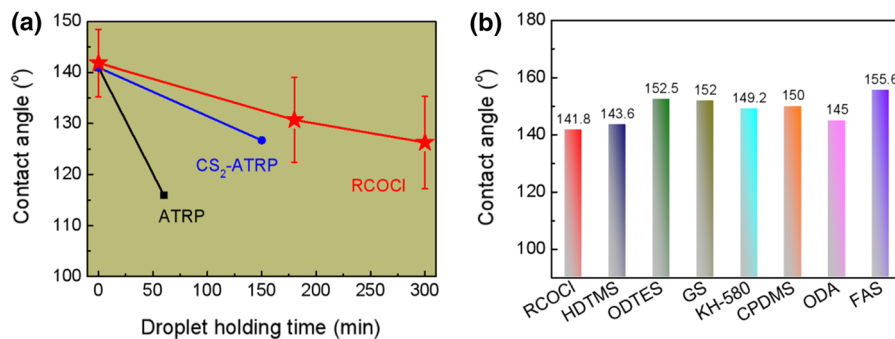 (a)
150
140
130
120
110
100
Contact angle (º)
CS₂-ATRP
RCOCl
ATRP
0 50 100 150 200 250 300
Droplet holding time (min)
(b)
200
180
160
140
120
100
Contact angle (º)
141.8 143.6 152.5 152 149.2 150 145 155.6
RCOCl HDTMS ODTES GS KH-580 CPDMS ODA FAS